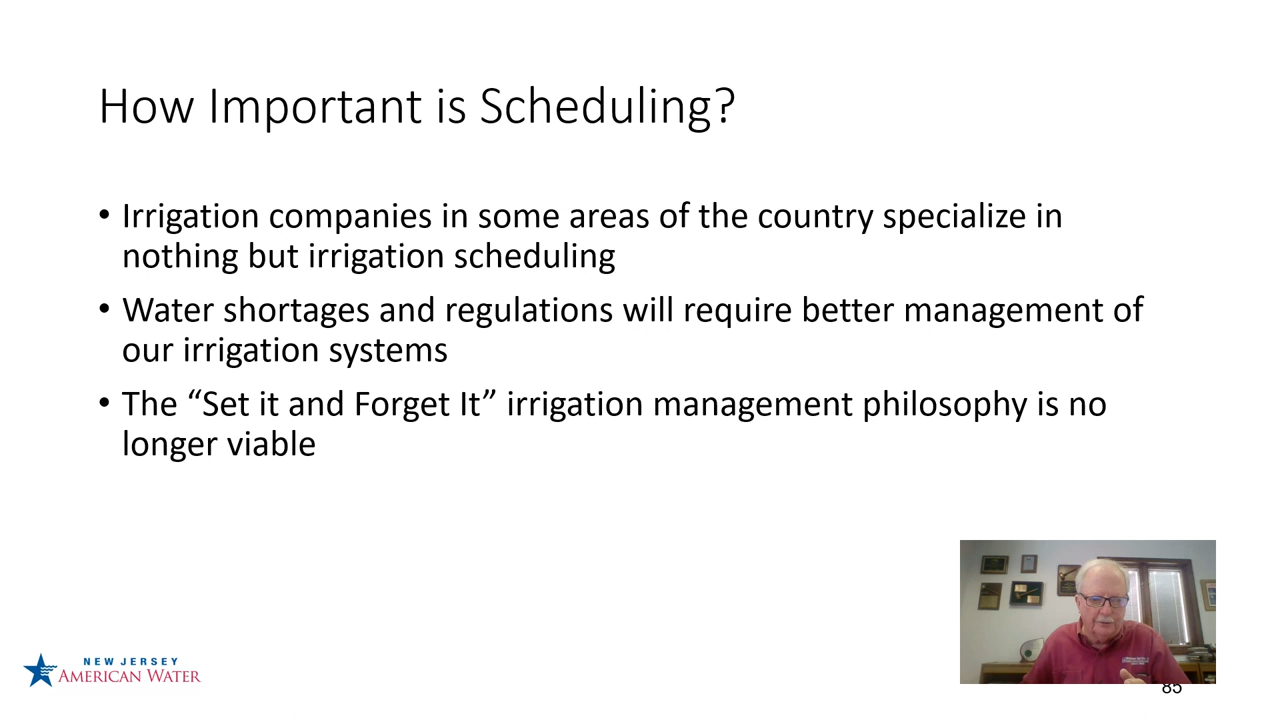 How Important is Scheduling?
• Irrigation companies in some areas of the country specialize in
nothing but irrigation scheduling
• Water shortages and regulations will require better management of
our irrigation systems
• The “Set it and Forget It” irrigation management philosophy is no
longer viable
NEW JERSEY
AMERICAN WATER
85